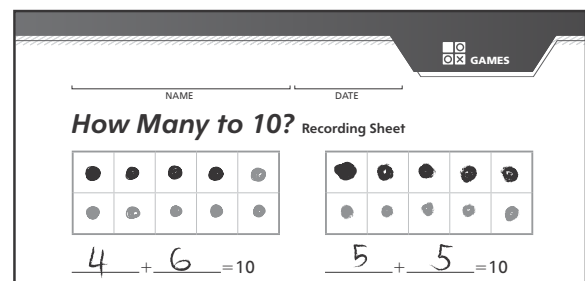 GAMES
NAME DATE
How Many to 10? Recording Sheet
4 + 6 = 10 5 + 5 = 10